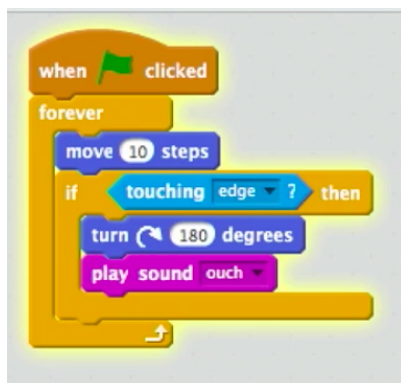 when clicked
forever
move 10 steps
if touching edge ? then
turn 180 degrees
play sound ouch